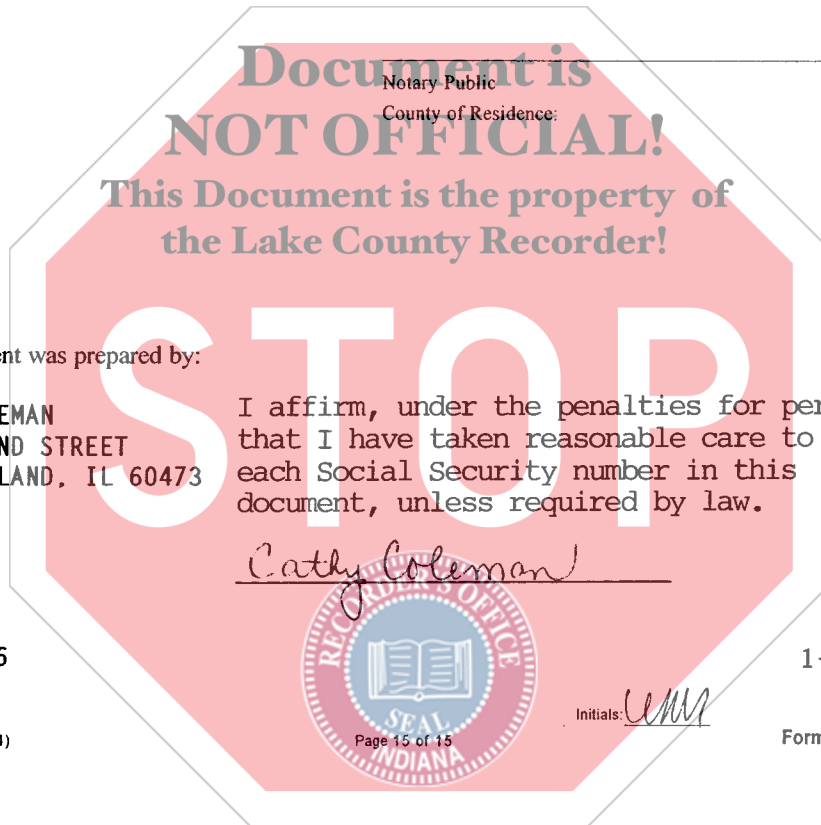 Document is
Notary Public
County of Residence:
NOT OFFICIAL!
This Document is the property of
the Lake County Recorder!
STOP
ent was prepared by:
EMAN
ND STREET
LAND, IL 60473
I affirm, under the penalties for per
that I have taken reasonable care to
each Social Security number in this
document, unless required by law.
Cathy Coleman
RECORDER'S OFFICE
SEAL
INDIANA
Initials:
Page 15 of 15
Form